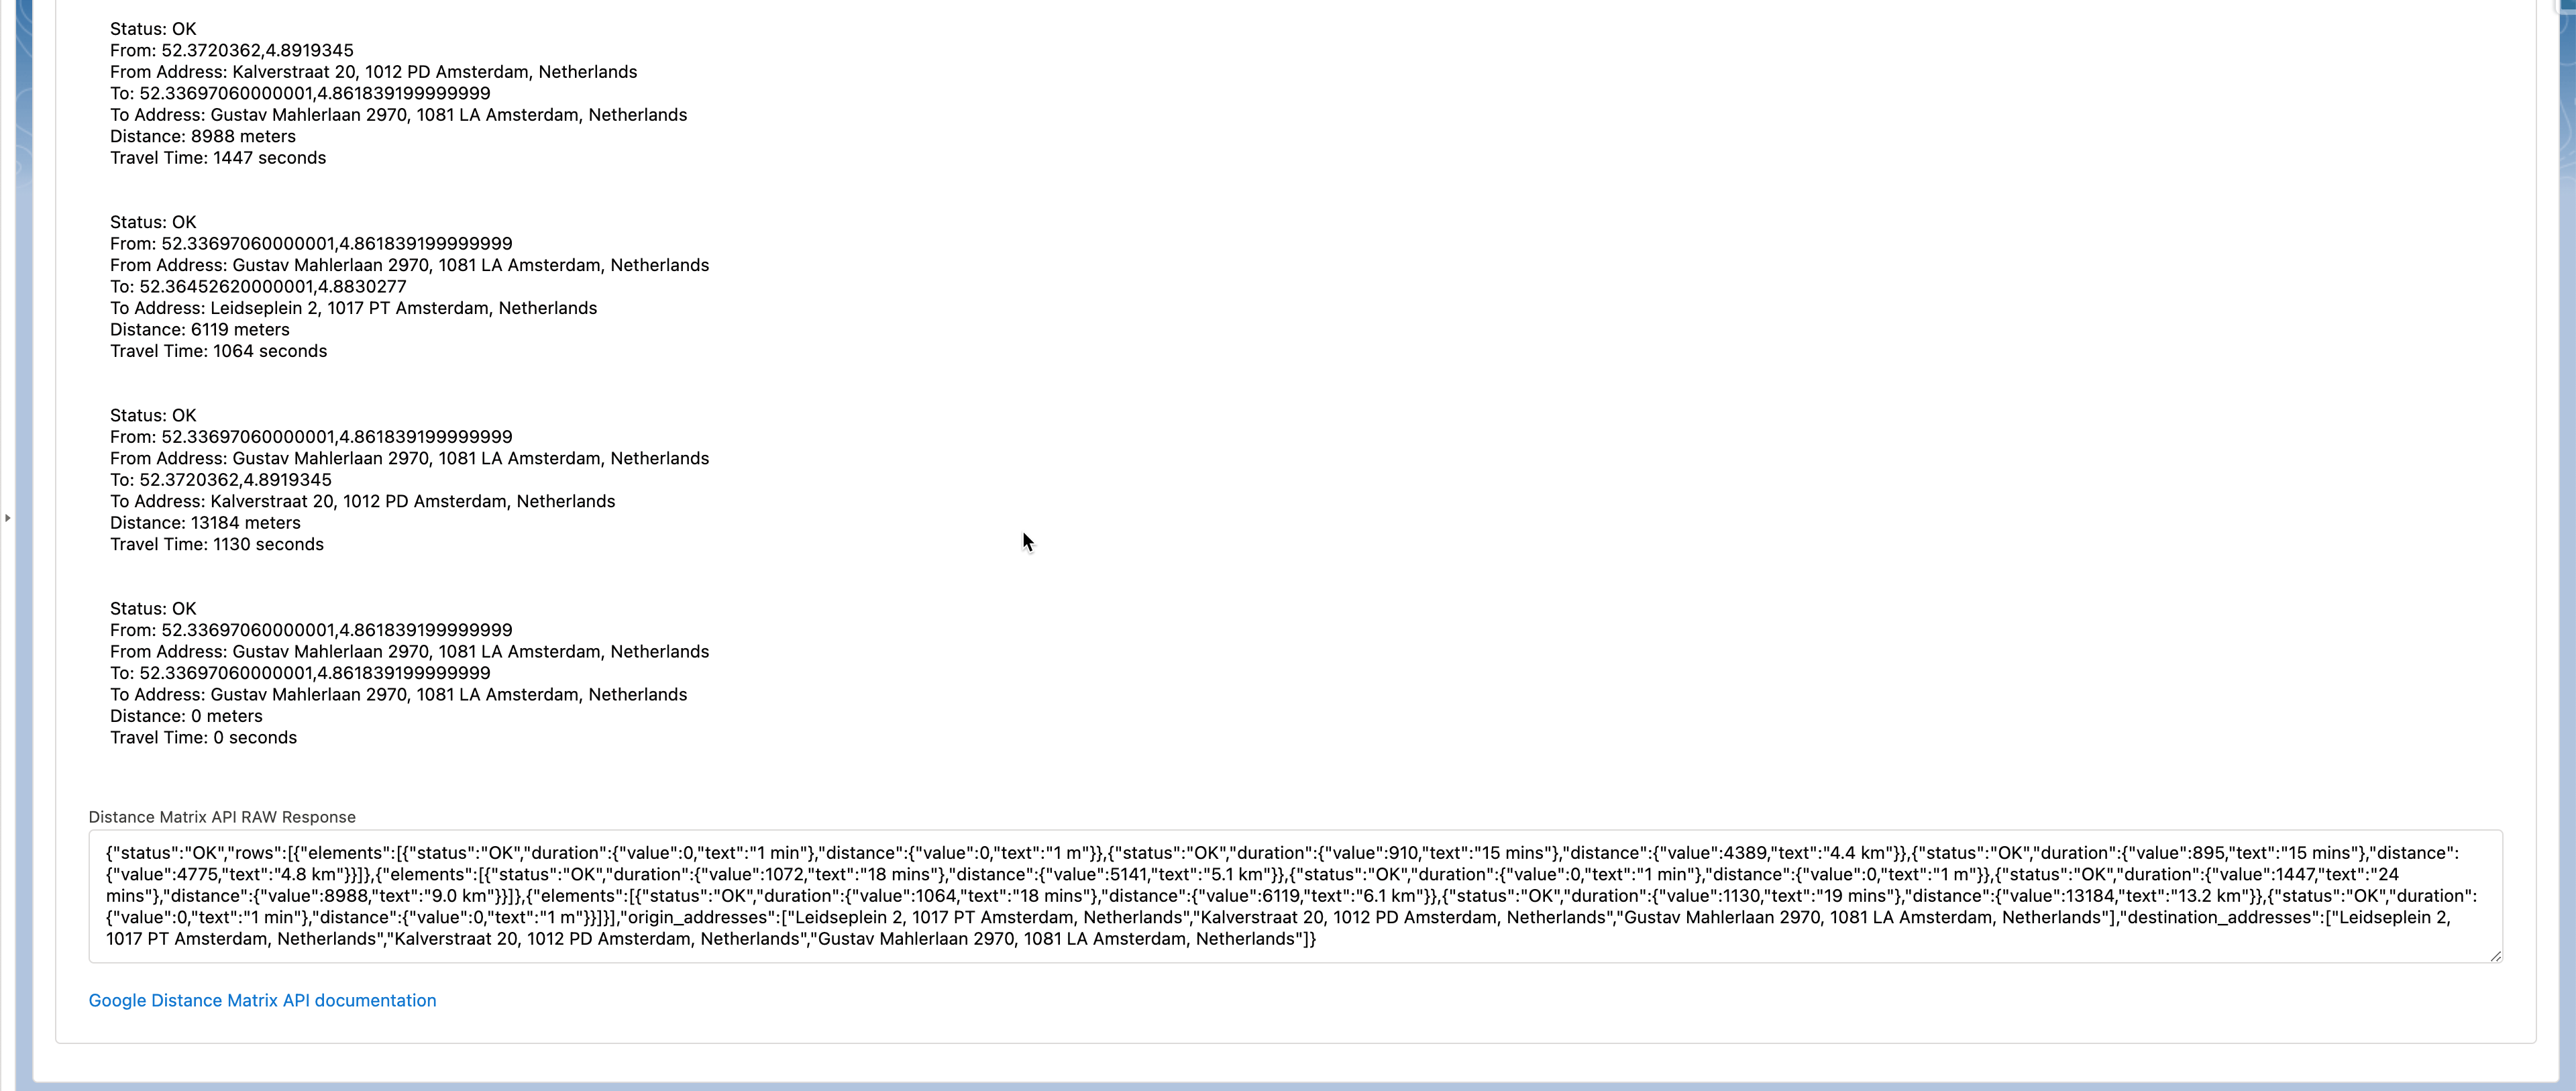 Status: OK
From: 52.3720362,4.8919345
From Address: Kalverstraat 20, 1012 PD Amsterdam, Netherlands
To: 52.33697060000001,4.861839199999999
To Address: Gustav Mahlerlaan 2970, 1081 LA Amsterdam, Netherlands
Distance: 8988 meters
Travel Time: 1447 seconds
Status: OK
From: 52.33697060000001,4.861839199999999
From Address: Gustav Mahlerlaan 2970, 1081 LA Amsterdam, Netherlands
To: 52.36452620000001,4.8830277
To Address: Leidseplein 2, 1017 PT Amsterdam, Netherlands
Distance: 6119 meters
Travel Time: 1064 seconds
Status: OK
From: 52.33697060000001,4.861839199999999
From Address: Gustav Mahlerlaan 2970, 1081 LA Amsterdam, Netherlands
To: 52.3720362,4.8919345
To Address: Kalverstraat 20, 1012 PD Amsterdam, Netherlands
Distance: 13184 meters
Travel Time: 1130 seconds
Status: OK
From: 52.33697060000001,4.861839199999999
From Address: Gustav Mahlerlaan 2970, 1081 LA Amsterdam, Netherlands
To: 52.33697060000001,4.861839199999999
To Address: Gustav Mahlerlaan 2970, 1081 LA Amsterdam, Netherlands
Distance: 0 meters
Travel Time: 0 seconds
Distance Matrix API RAW Response
{"status":"OK","rows":[{"elements":[{"status":"OK","duration":{"value":0,"text":"1 min"},"distance":{"value":0,"text":"1 m"}},{"status":"OK","duration":{"value":910,"text":"15 mins"},"distance":{"value":4389,"text":"4.4 km"}},{"status":"OK","duration":{"value":895,"text":"15 mins"},"distance":
{"value":4775,"text":"4.8 km"}}]},{"elements":[{"status":"OK","duration":{"value":1072,"text":"18 mins"},"distance":{"value":5141,"text":"5.1 km"}},{"status":"OK","duration":{"value":0,"text":"1 min"},"distance":{"value":0,"text":"1 m"}},{"status":"OK","duration":{"value":1447,"text":"24
mins"},"distance":{"value":8988,"text":"9.0 km"}}]},{"elements":[{"status":"OK","duration":{"value":1064,"text":"18 mins"},"distance":{"value":6119,"text":"6.1 km"}},{"status":"OK","duration":{"value":1130,"text":"19 mins"},"distance":{"value":13184,"text":"13.2 km"}},{"status":"OK","duration":
{"value":0,"text":"1 min"},"distance":{"value":0,"text":"1 m"}}]}],"origin_addresses":["Leidseplein 2, 1017 PT Amsterdam, Netherlands","Kalverstraat 20, 1012 PD Amsterdam, Netherlands","Gustav Mahlerlaan 2970, 1081 LA Amsterdam, Netherlands"],"destination_addresses":["Leidseplein 2,
1017 PT Amsterdam, Netherlands","Kalverstraat 20, 1012 PD Amsterdam, Netherlands","Gustav Mahlerlaan 2970, 1081 LA Amsterdam, Netherlands"]}
Google Distance Matrix API documentation